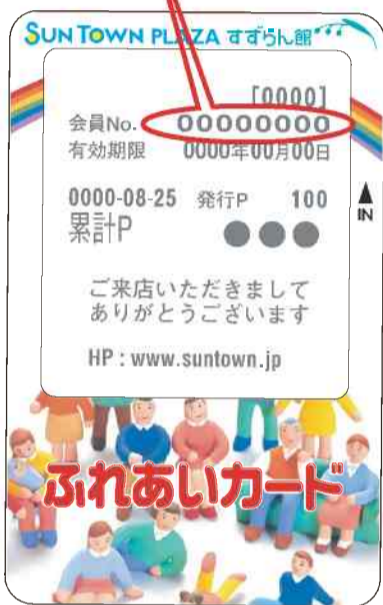 SUN TOWN PLAZA すずらん館
[0000]
会員No. 00000000
有効期限 0000年00月00日
0000-08-25 発行P 100
累計P ●●●
IN
ご来店いただきまして
ありがとうございます
HP : www.suntown.jp
ふれあいカード